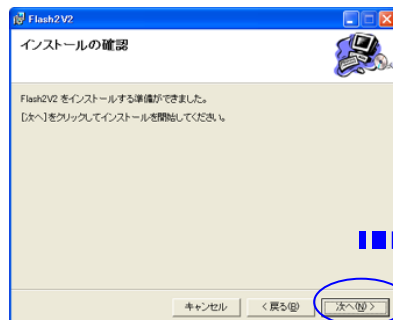 Flash2V2
インストールの確認
Flash2V2 をインストールする準備ができました。
[次へ]をクリックしてインストールを開始してください。
キャンセル
< 戻る(B)
次へ(N) >